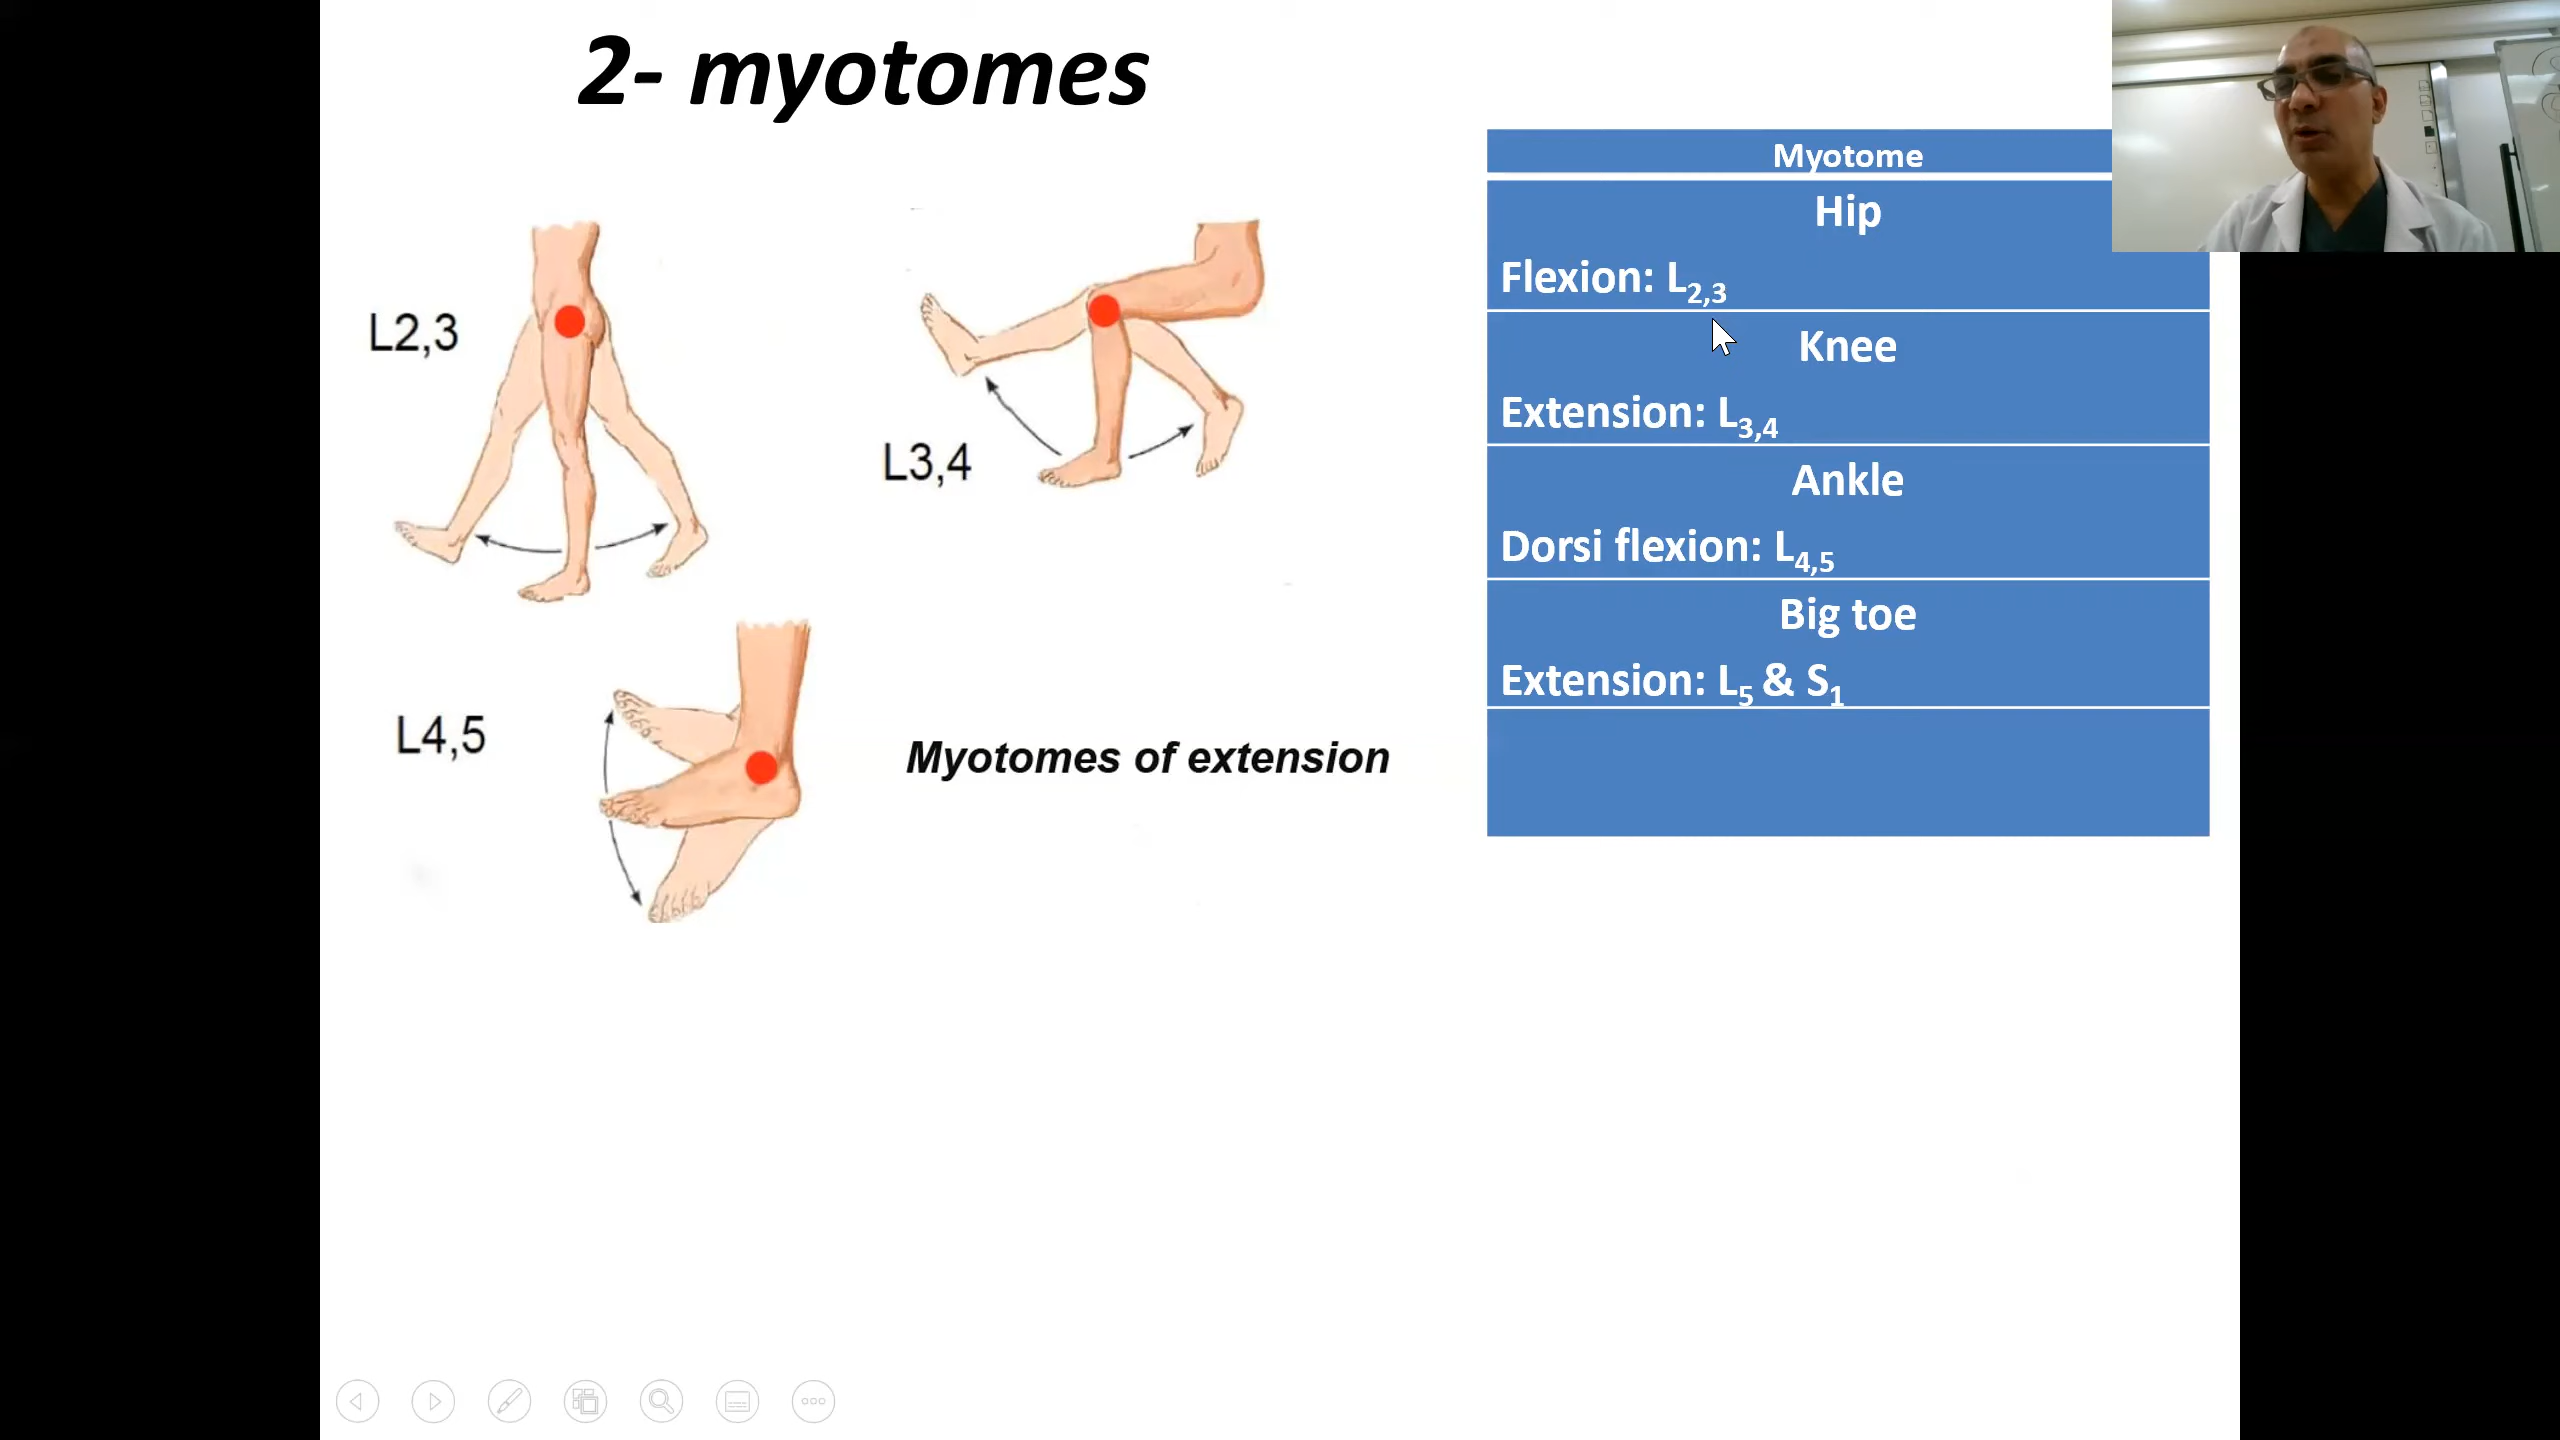 2- myotomes
L2,3
L3,4
L4,5
Myotomes of extension
Myotome
Hip
Flexion: L2,3
Knee
Extension: L3,4
Ankle
Dorsi flexion: L4,5
Big toe
Extension: L5 & S1